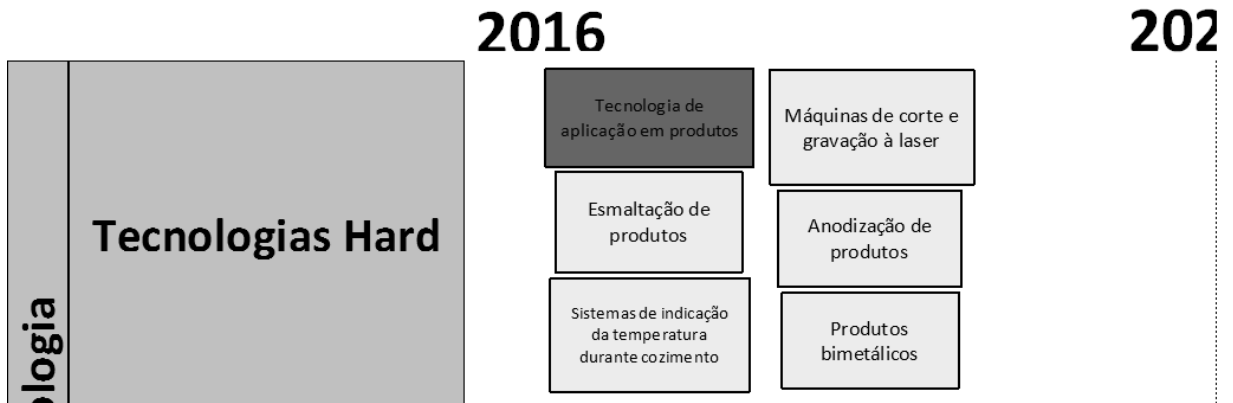 2016
202
Tecnologias Hard
ologia
Tecnologia de
aplicação em produtos
Máquinas de corte e
gravação à laser
Esmaltação de
produtos
Anodização de
produtos
Sistemas de indicação
da temperatura
durante cozimento
Produtos
bimetálicos